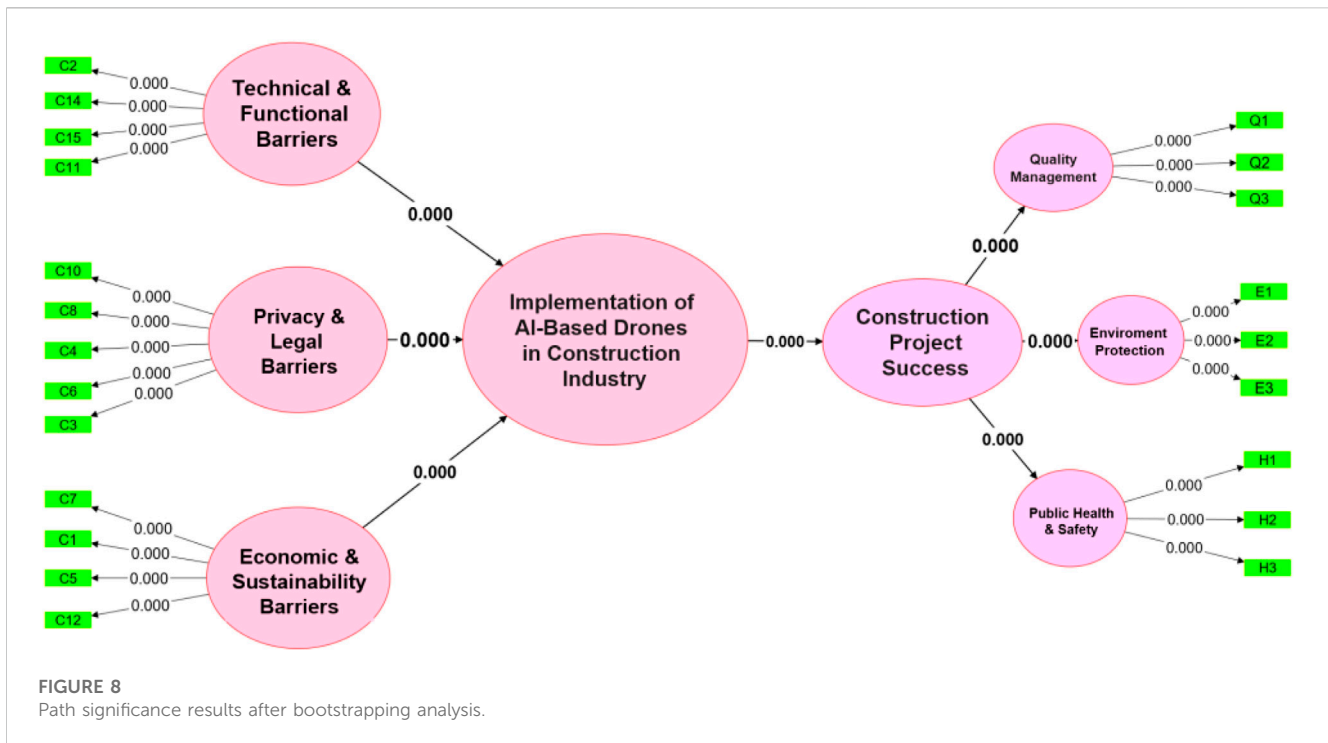 C2
0.000
C14
0.000
C15
0.000
C11
0.000
Technical &
Functional
Barriers
0.000
C10
0.000
C8
0.000
C4
0.000
C6
0.000
C3
0.000
Privacy &
Legal
Barriers
0.000
C7
0.000
C1
0.000
C5
0.000
C12
0.000
Economic &
Sustainability
Barriers
0.000
Implementation of
AI-Based Drones
in Construction
Industry
0.000
Construction
Project
Success
0.000
Quality
Management
0.000
Q1
0.000
Q2
0.000
Q3
0.000
Enviroment
Protection
0.000
E1
0.000
E2
0.000
E3
0.000
Public Health
& Safety
0.000
H1
0.000
H2
0.000
H3
FIGURE 8
Path significance results after bootstrapping analysis.